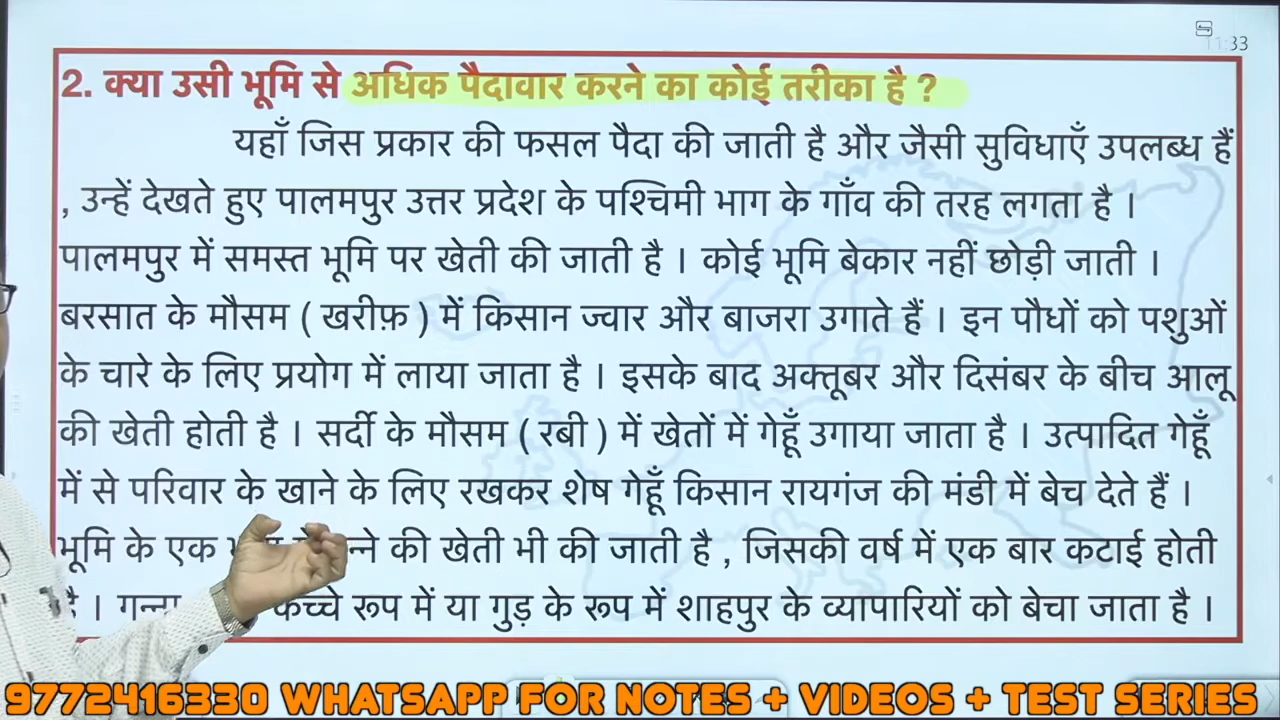 11:33
2. क्या उसी भूमि से अधिक पैदावार करने का कोई तरीका है ?
यहाँ जिस प्रकार की फसल पैदा की जाती है और जैसी सुविधाएँ उपलब्ध हैं
, उन्हें देखते हुए पालमपुर उत्तर प्रदेश के पश्चिमी भाग के गाँव की तरह लगता है ।
पालमपुर में समस्त भूमि पर खेती की जाती है । कोई भूमि बेकार नहीं छोड़ी जाती ।
बरसात के मौसम ( खरीफ़ ) में किसान ज्वार और बाजरा उगाते हैं । इन पौधों को पशुओं
के चारे के लिए प्रयोग में लाया जाता है । इसके बाद अक्तूबर और दिसंबर के बीच आलू
की खेती होती है । सर्दी के मौसम ( रबी ) में खेतों में गेहूँ उगाया जाता है । उत्पादित गेहूँ
में से परिवार के खाने के लिए रखकर शेष गेहूँ किसान रायगंज की मंडी में बेच देते हैं ।
भूमि के एक की खेती भी की जाती है , जिसकी वर्ष में एक बार कटाई होती
है । गन्ना कच्चे रूप में या गुड़ के रूप में शाहपुर के व्यापारियों को बेचा जाता है ।
9772416330 WHATSAPP FOR NOTES + VIDEOS + TEST SERIES